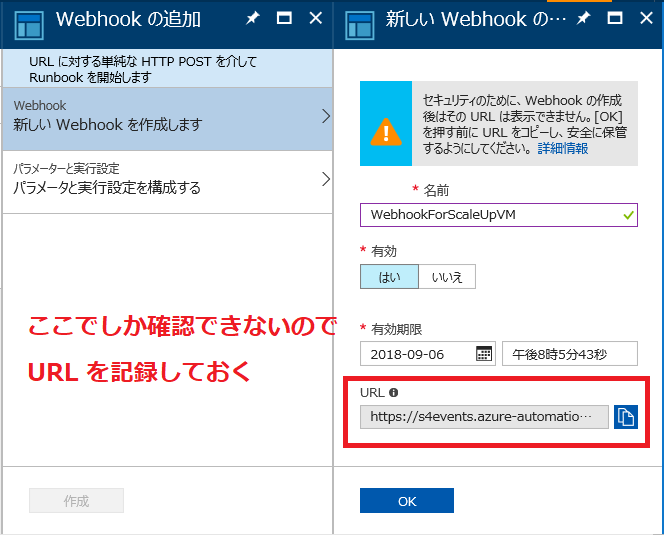 Webhook の追加
URL に対する単純な HTTP POST を介して
Runbook を開始します
Webhook
新しい Webhook を作成します
パラメーターと実行設定
パラメータと実行設定を構成する
ここでしか確認できないので
URL を記録しておく
作成
新しい Webhook の…
セキュリティのために、Webhook の作成
後はその URL は表示できません。[OK]
を押す前に URL をコピーし、安全に保管
するようにしてください。 詳細情報
* 名前
WebhookForScaleUpVM
* 有効
はい いいえ
* 有効期限
2018-09-06 午後8時5分43秒
URL
https://s4events.azure-automatio…
OK